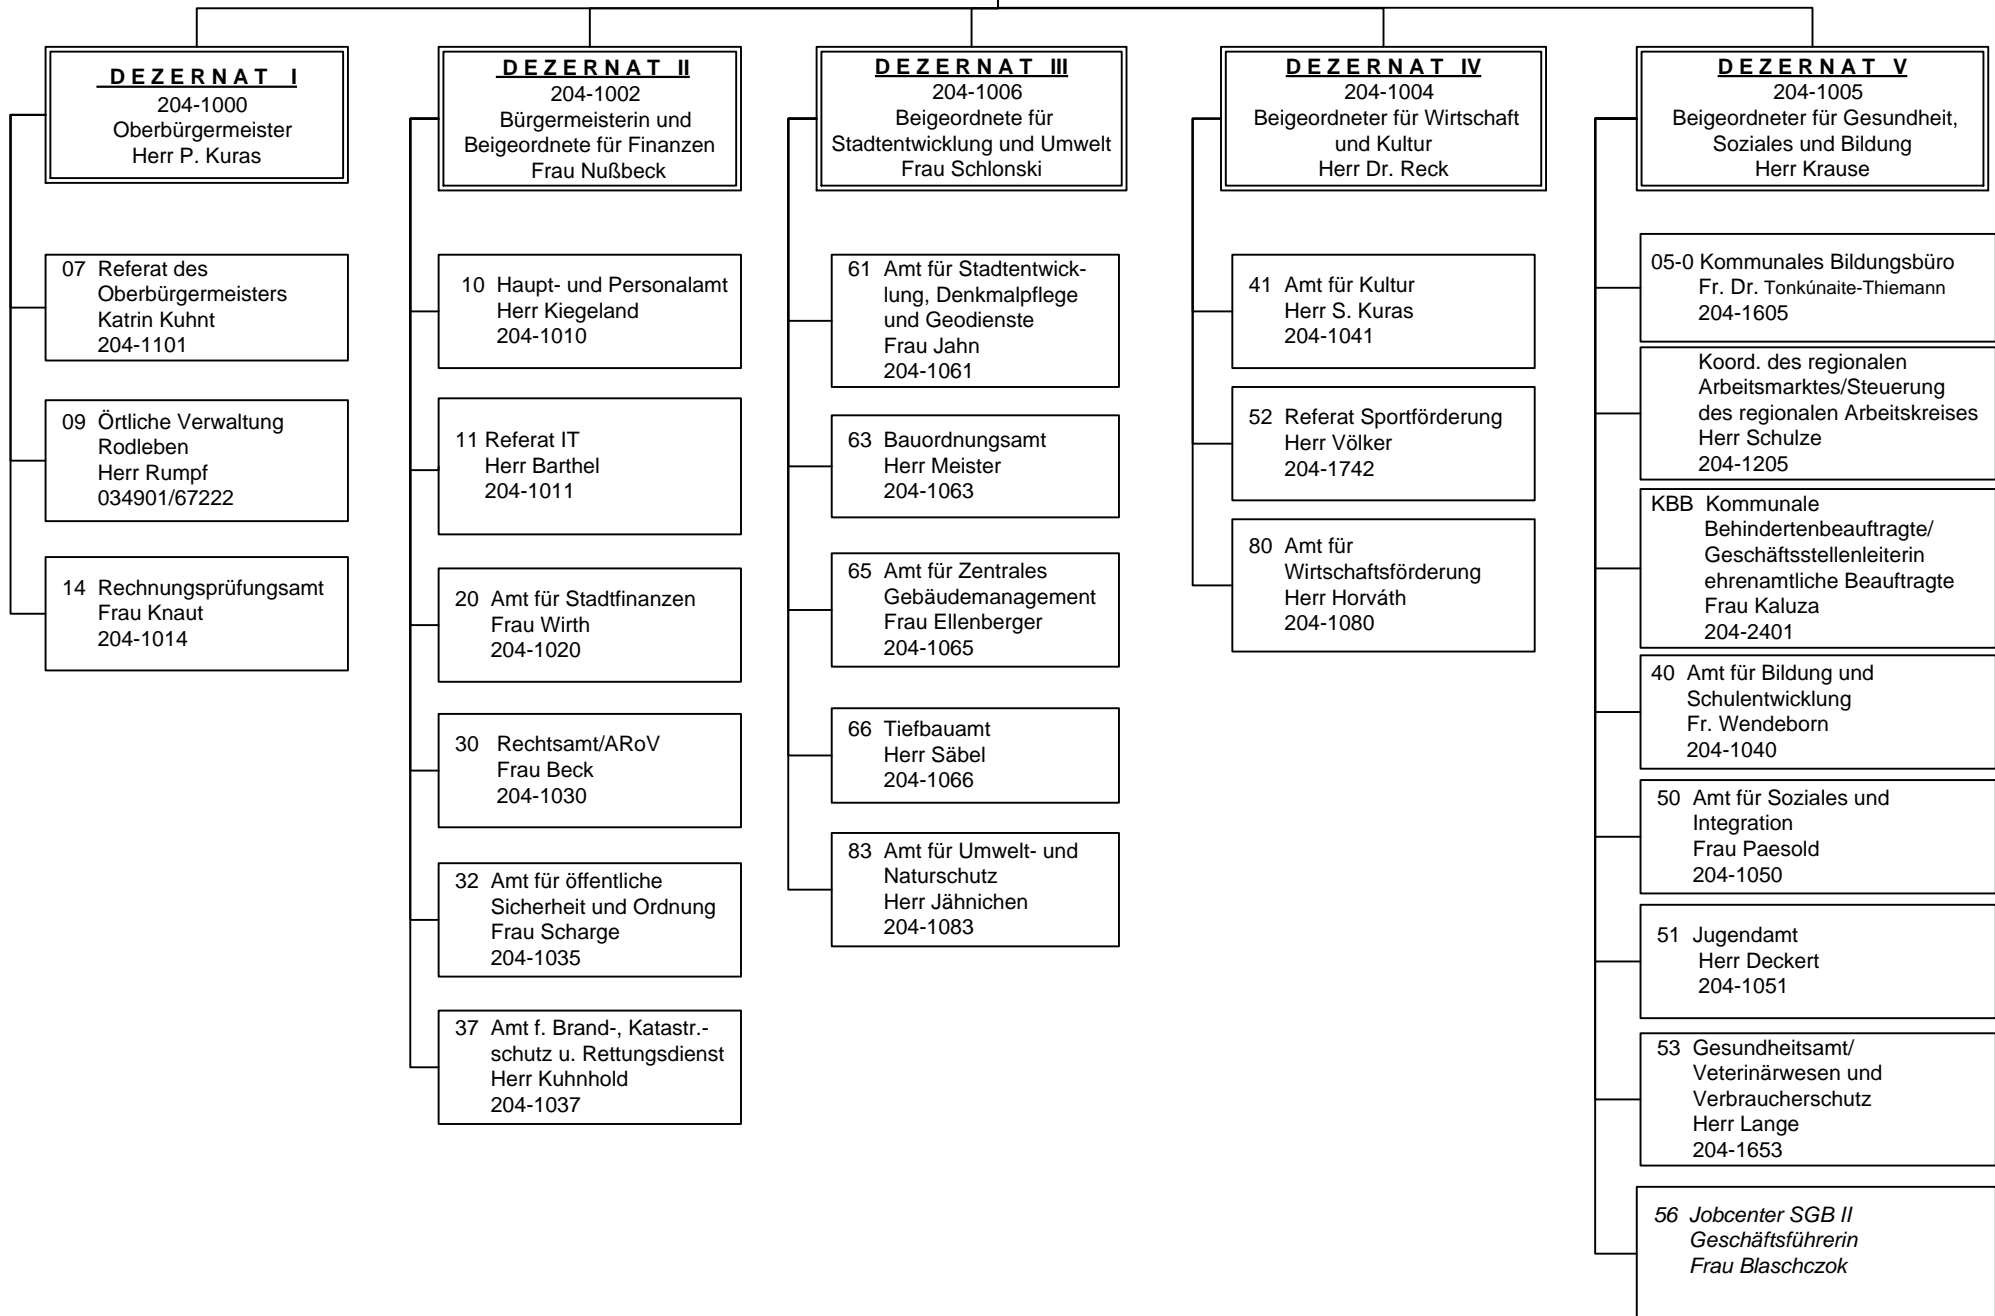 DEZERNAT I
204-1000
Oberbürgermeister
Herr P. Kuras
07 Referat des
Oberbürgermeisters
Katrin Kuhnt
204-1101
09 Örtliche Verwaltung
Rodleben
Herr Rumpf
034901/67222
14 Rechnungsprüfungsamt
Frau Knaut
204-1014
DEZERNAT II
204-1002
Bürgermeisterin und
Beigeordnete für Finanzen
Frau Nußbeck
10 Haupt- und Personalamt
Herr Kiegeland
204-1010
11 Referat IT
Herr Barthel
204-1011
20 Amt für Stadtfinanzen
Frau Wirth
204-1020
30 Rechtsamt/ARoV
Frau Beck
204-1030
32 Amt für öffentliche
Sicherheit und Ordnung
Frau Scharge
204-1035
37 Amt f. Brand-, Katastr.-
schutz u. Rettungsdienst
Herr Kuhnhold
204-1037
DEZERNAT III
204-1006
Beigeordnete für
Stadtentwicklung und Umwelt
Frau Schlonski
61 Amt für Stadtentwick-
lung, Denkmalpflege
und Geodienste
Frau Jahn
204-1061
63 Bauordnungsamt
Herr Meister
204-1063
65 Amt für Zentrales
Gebäudemanagement
Frau Ellenberger
204-1065
66 Tiefbauamt
Herr Säbel
204-1066
83 Amt für Umwelt- und
Naturschutz
Herr Jähnichen
204-1083
DEZERNAT IV
204-1004
Beigeordneter für Wirtschaft
und Kultur
Herr Dr. Reck
41 Amt für Kultur
Herr S. Kuras
204-1041
52 Referat Sportförderung
Herr Völker
204-1742
80 Amt für
Wirtschaftsförderung
Herr Horváth
204-1080
DEZERNAT V
204-1005
Beigeordneter für Gesundheit,
Soziales und Bildung
Herr Krause
05-0 Kommunales Bildungsbüro
Fr. Dr. Tonkúnaite-Thiemann
204-1605
Koord. des regionalen
Arbeitsmarktes/Steuerung
des regionalen Arbeitskreises
Herr Schulze
204-1205
KBB Kommunale
Behindertenbeauftragte/
Geschäftsstellenleiterin
ehrenamtliche Beauftragte
Frau Kaluza
204-2401
40 Amt für Bildung und
Schulentwicklung
Fr. Wendeborn
204-1040
50 Amt für Soziales und
Integration
Frau Paesold
204-1050
51 Jugendamt
Herr Deckert
204-1051
53 Gesundheitsamt/
Veterinärwesen und
Verbraucherschutz
Herr Lange
204-1653
56 Jobcenter SGB II
Geschäftsführerin
Frau Blaschczok